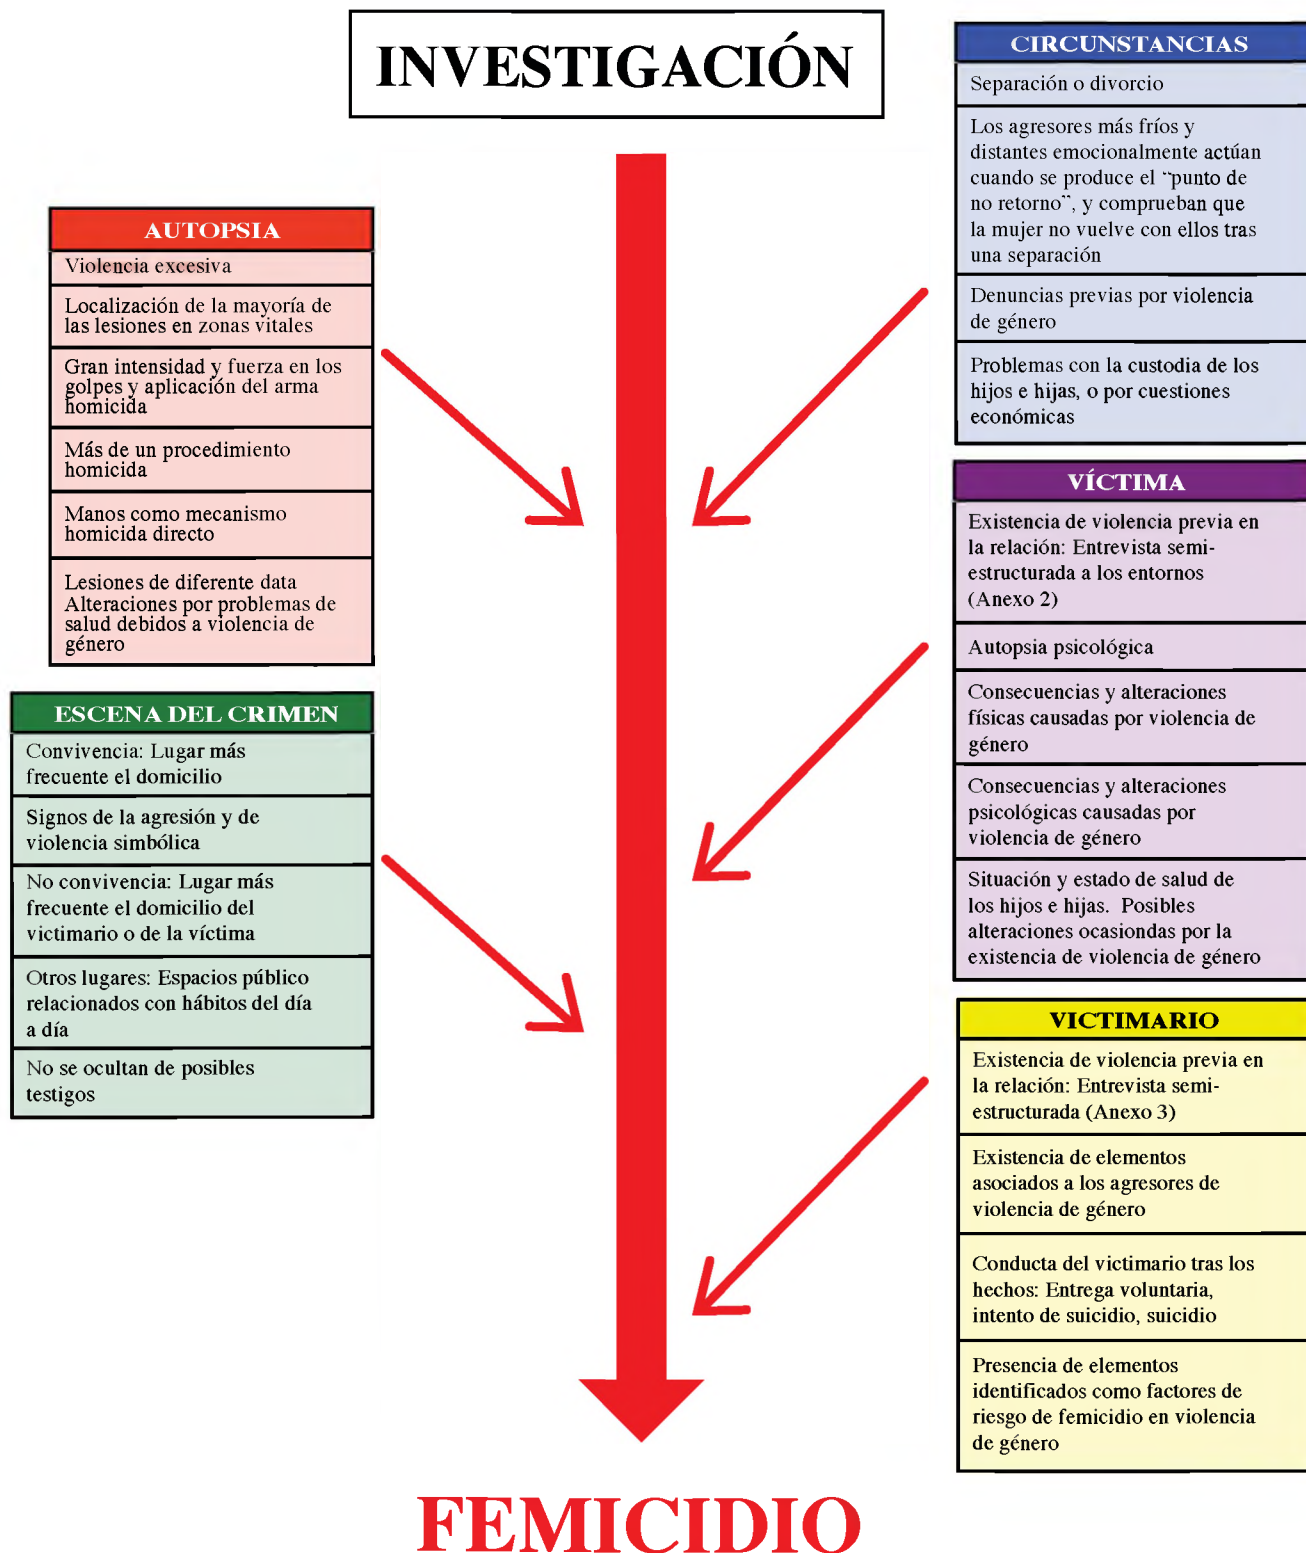 INVESTIGACIÓN
AUTOPSIA
Violencia excesiva
Localización de la mayoría de
las lesiones en zonas vitales
Gran intensidad y fuerza en los
golpes y aplicación del arma
homicida
Más de un procedimiento
homicida
Manos como mecanismo
homicida directo
Lesiones de diferente data
Alteraciones por problemas de
salud debidos a violencia de
género
ESCENA DEL CRIMEN
Convivencia: Lugar más
frecuente el domicilio
Signos de la agresión y de
violencia simbólica
No convivencia: Lugar más
frecuente el domicilio del
victimario o de la víctima
Otros lugares: Espacios público
relacionados con hábitos del día
a día
No se ocultan de posibles
testigos
CIRCUNSTANCIAS
Separación o divorcio
Los agresores más fríos y
distantes emocionalmente actúan
cuando se produce el “punto de
no retorno”, y comprueban que
la mujer no vuelve con ellos tras
una separación
Denuncias previas por violencia
de género
Problemas con la custodia de los
hijos e hijas, o por cuestiones
económicas
VÍCTIMA
Existencia de violencia previa en
la relación: Entrevista semi-
estructurada a los entornos
(Anexo 2)
Autopsia psicológica
Consecuencias y alteraciones
físicas causadas por violencia de
género
Consecuencias y alteraciones
psicológicas causadas por
violencia de género
Situación y estado de salud de
los hijos e hijas. Posibles
alteraciones ocasiondas por la
existencia de violencia de género
VICTIMARIO
Existencia de violencia previa en
la relación: Entrevista semi-
estructurada (Anexo 3)
Existencia de elementos
asociados a los agresores de
violencia de género
Conducta del victimario tras los
hechos: Entrega voluntaria,
intento de suicidio, suicidio
Presencia de elementos
identificados como factores de
riesgo de femicidio en violencia
de género
FEMICIDIO